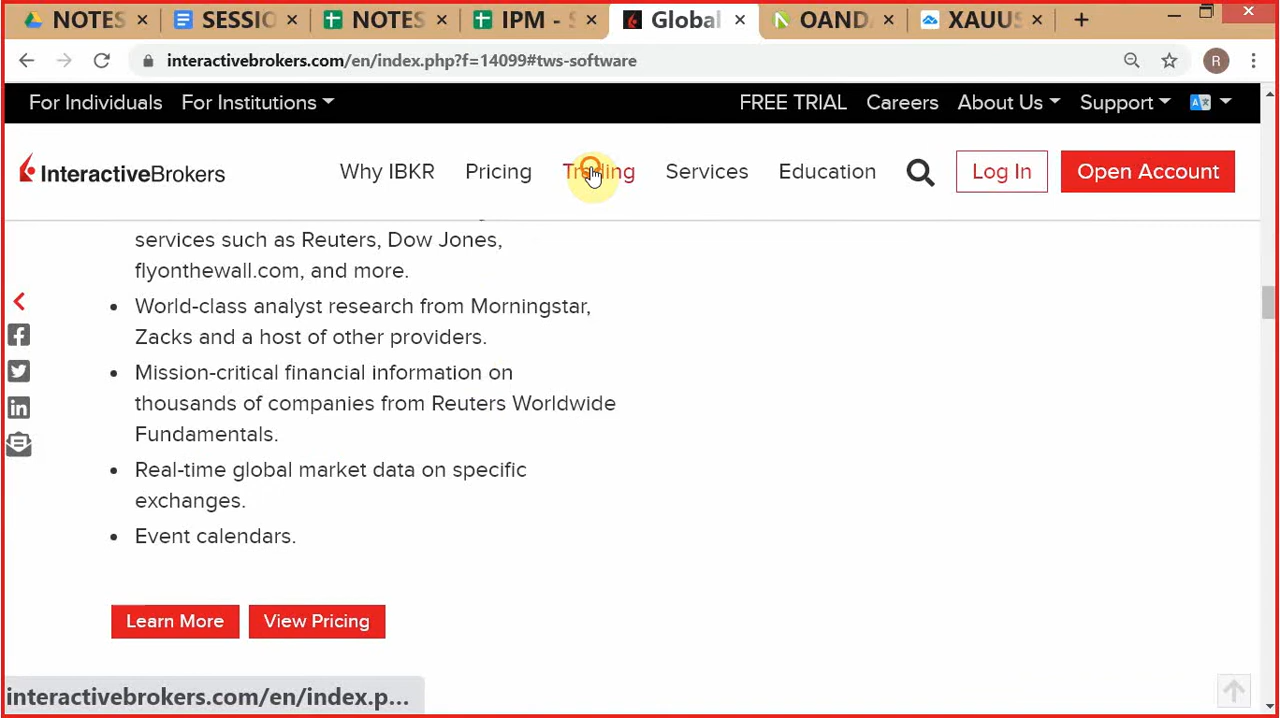 NOTES
SESSIO
NOTES
IPM - S
Global
OANDA
XAUUS
interactivebrokers.com/en/index.php?f=14099#tws-software
R
For Individuals For Institutions FREE TRIAL Careers About Us Support
InteractiveBrokers Why IBKR Pricing Trading Services Education Log In Open Account
services such as Reuters, Dow Jones,
flyonthewall.com, and more.
• World-class analyst research from Morningstar,
Zacks and a host of other providers.
• Mission-critical financial information on
thousands of companies from Reuters Worldwide
Fundamentals.
• Real-time global market data on specific
exchanges.
• Event calendars.
Learn More View Pricing
interactivebrokers.com/en/index.p...